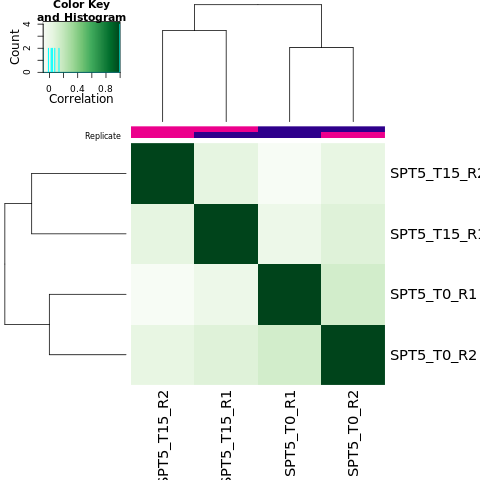 Color Key
and Histogram
Count
0 2 4
0 0.4 0.8
Correlation
Replicate
SPT5_T15_R2
SPT5_T15_R1
SPT5_T0_R1
SPT5_T0_R2
SPT5_T15_R2
SPT5_T15_R1
SPT5_T0_R1
SPT5_T0_R2